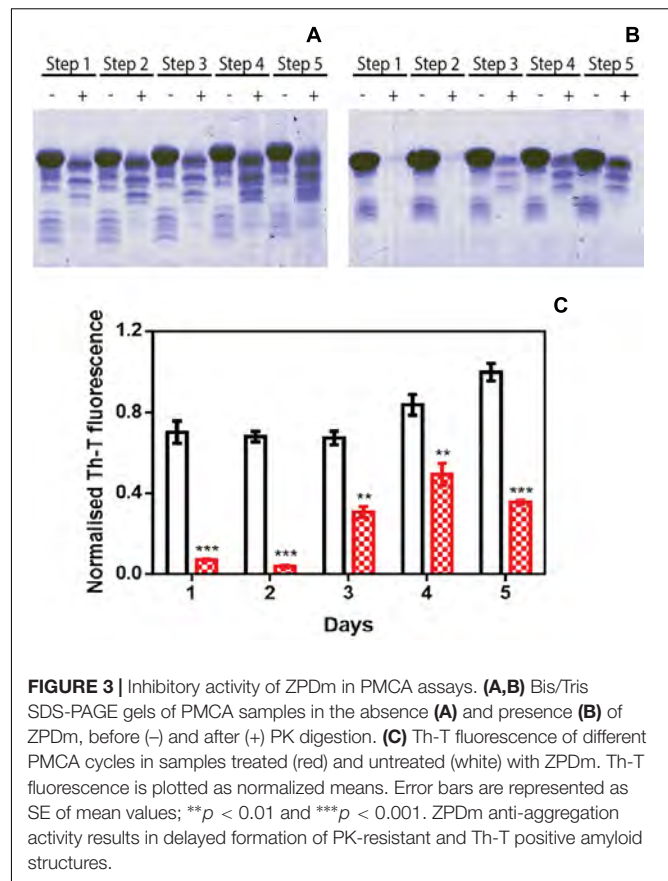 A
B
Step 1 Step 2 Step 3 Step 4 Step 5
Step 1 Step 2 Step 3 Step 4 Step 5
- + - + - + - + - +
- + - + - + - + - +
C
Normalised Th-T fluorescence
1.2
0.8
0.4
0.0
***
***
**
**
***
1 2 3 4 5
Days
FIGURE 3 | Inhibitory activity of ZPDm in PMCA assays. (A,B) Bis/Tris
SDS-PAGE gels of PMCA samples in the absence (A) and presence (B) of
ZPDm, before (–) and after (+) PK digestion. (C) Th-T fluorescence of different
PMCA cycles in samples treated (red) and untreated (white) with ZPDm. Th-T
fluorescence is plotted as normalized means. Error bars are represented as
SE of mean values; **p < 0.01 and ***p < 0.001. ZPDm anti-aggregation
activity results in delayed formation of PK-resistant and Th-T positive amyloid
structures.